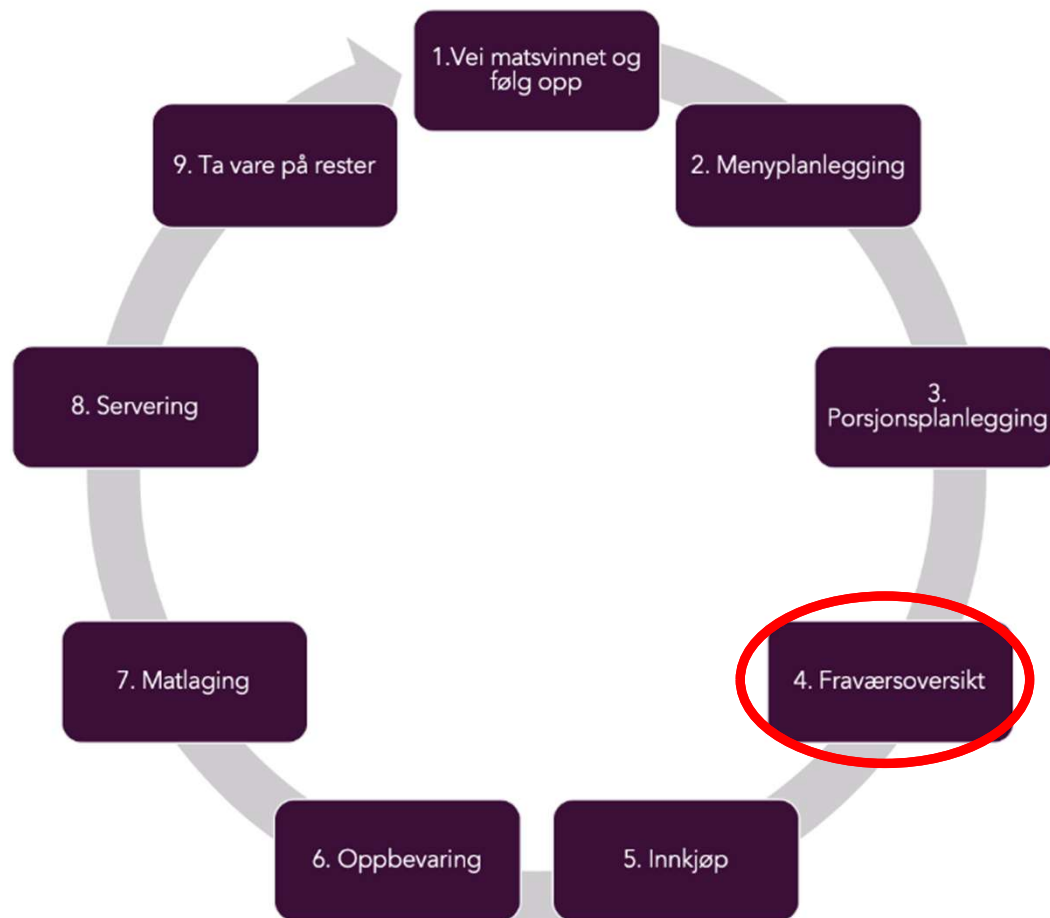 1.Vei matsvinnet og
følg opp
2. Menyplanlegging
3.
Porsjonsplanlegging
4. Fraværsoversikt
5. Innkjøp
6. Oppbevaring
7. Matlaging
8. Servering
9. Ta vare på rester